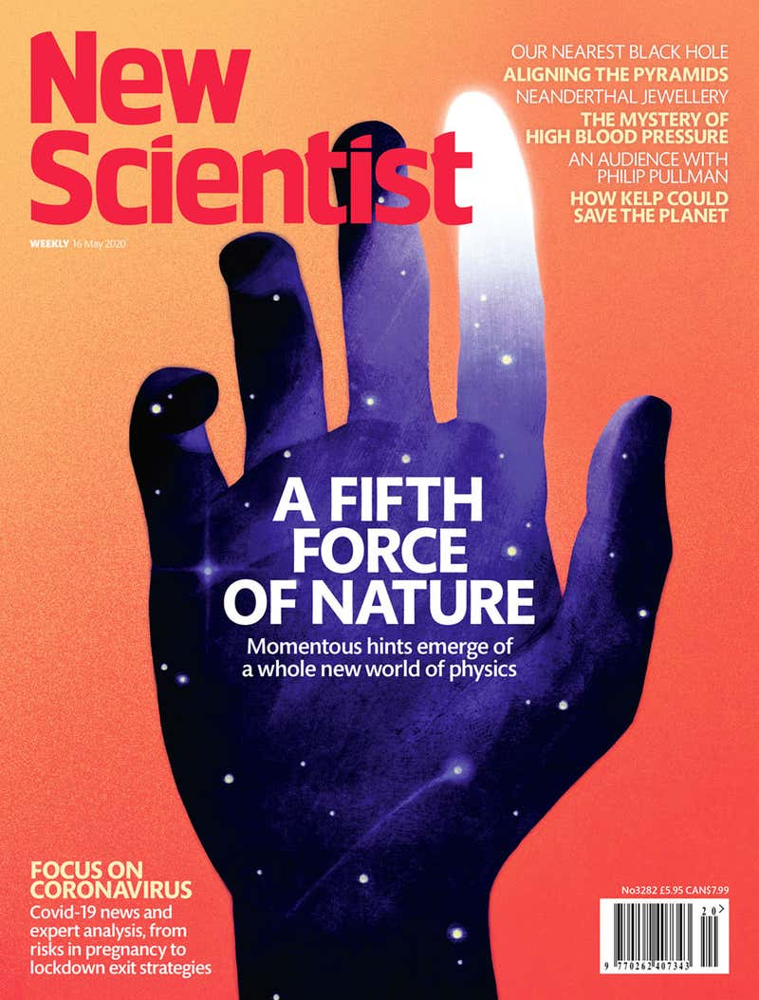 New
Scientist
WEEKLY 16 May 2020
OUR NEAREST BLACK HOLE
ALIGNING THE PYRAMIDS
NEANDERTHAL JEWELLERY
THE MYSTERY OF
HIGH BLOOD PRESSURE
AN AUDIENCE WITH
PHILIP PULLMAN
HOW KELP COULD
SAVE THE PLANET
A FIFTH
FORCE
OF NATURE
Momentous hints emerge of
a whole new world of physics
FOCUS ON
CORONAVIRUS
Covid-19 news and
expert analysis, from
risks in pregnancy to
lockdown exit strategies
No3282 £5.95 CAN$7.99
2 0 >
9 770262 407343